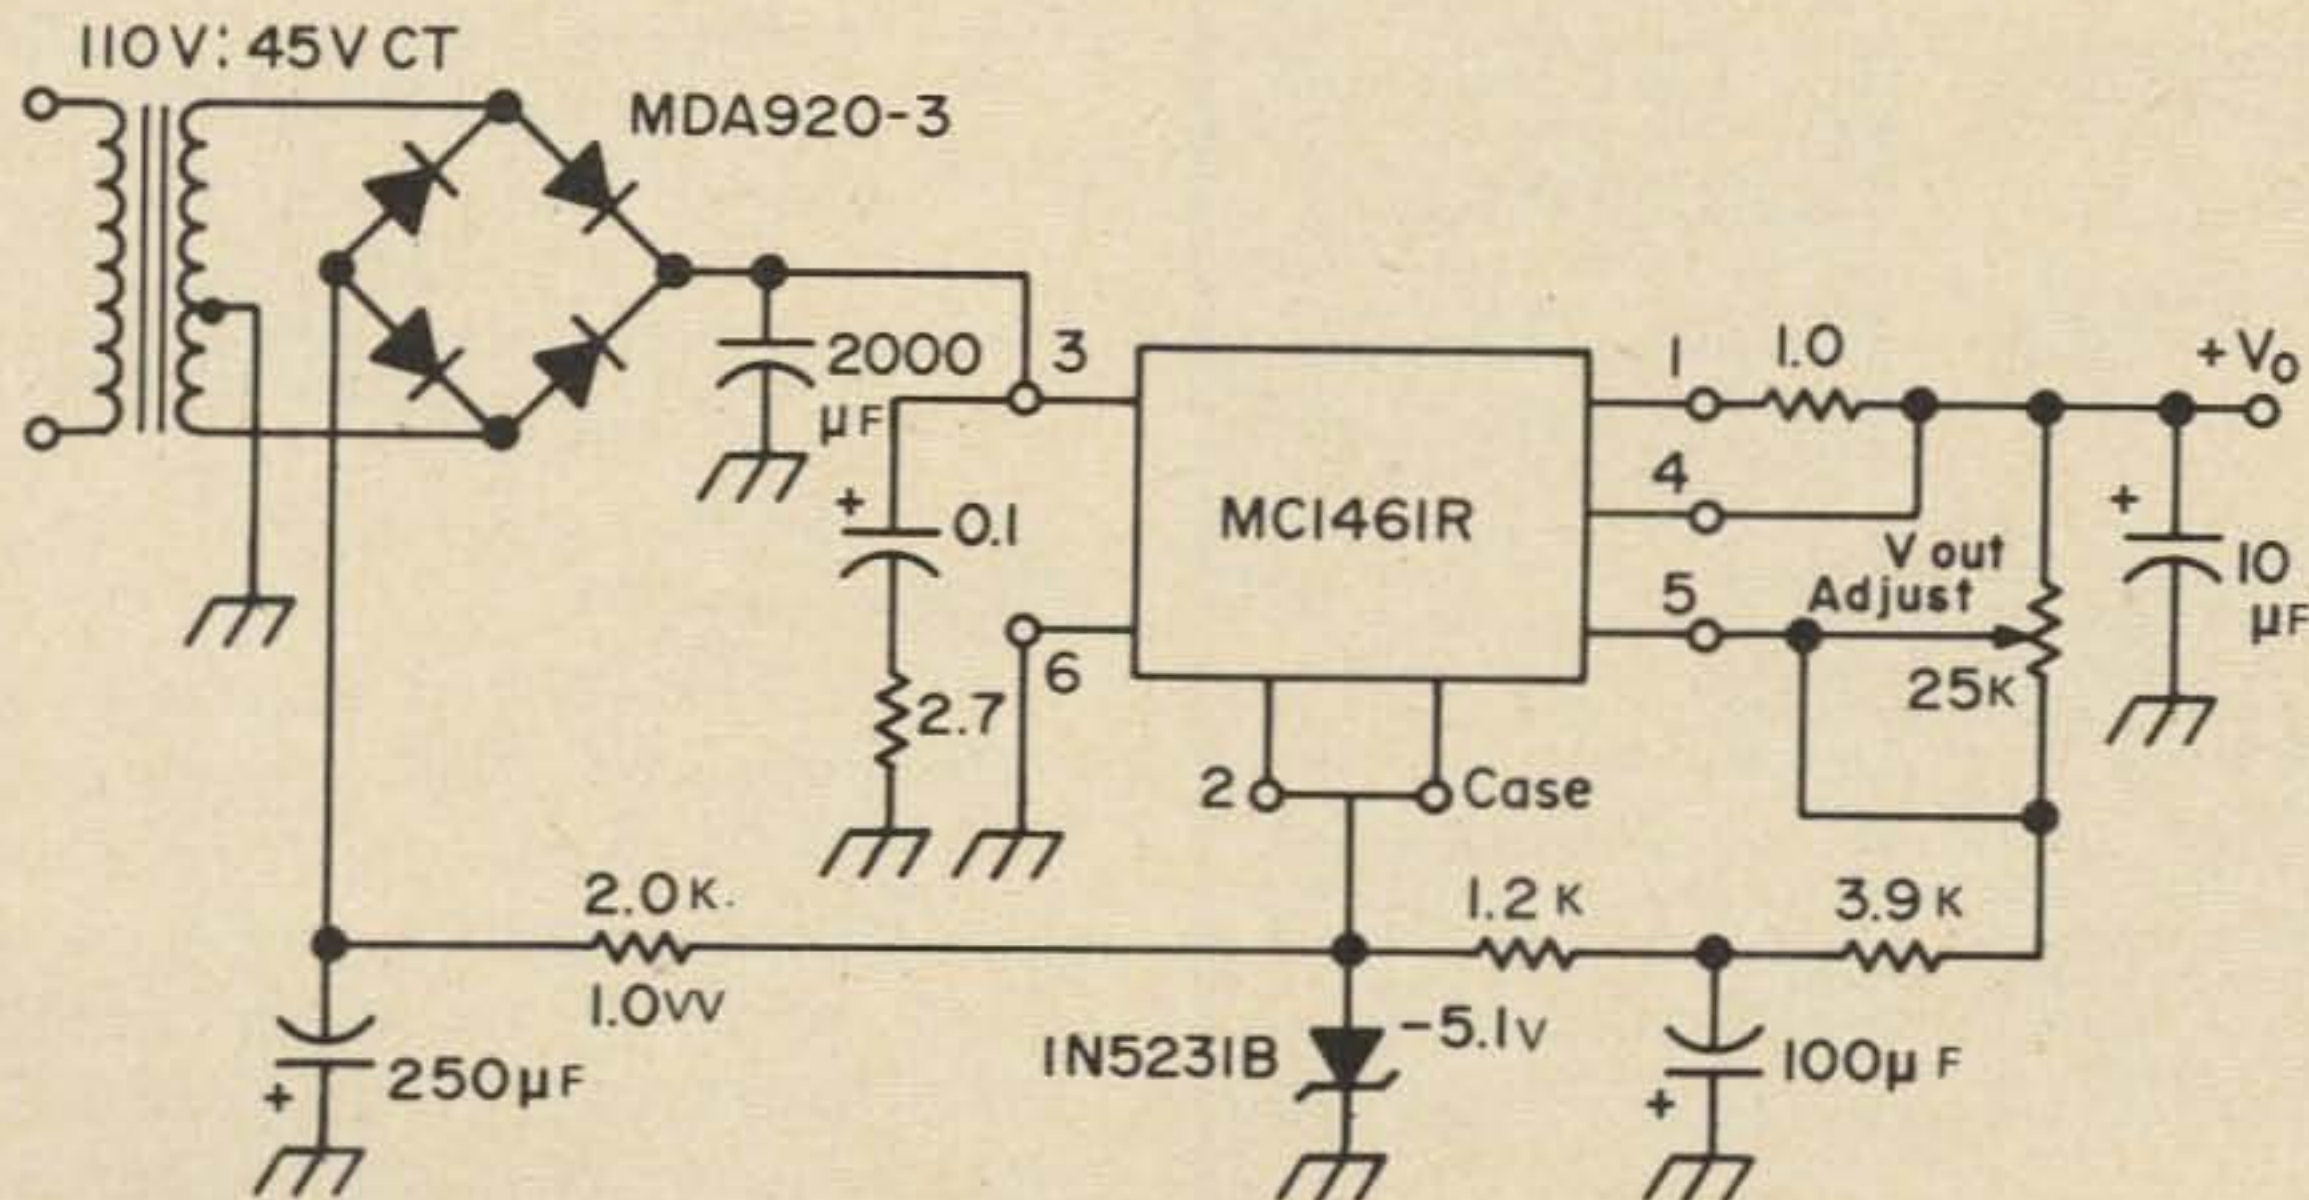 110V: 45V CT
MDA920-3
2000
µF
3
1
1.0
+Vo
4
+
0.1
MC1461R
V out
Adjust
5
+
10
µF
6
2.7
25K
2
Case
2.0K.
1.0W
1.2K
3.9K
250µF
+
1N5231B
-5.1V
100µF
+